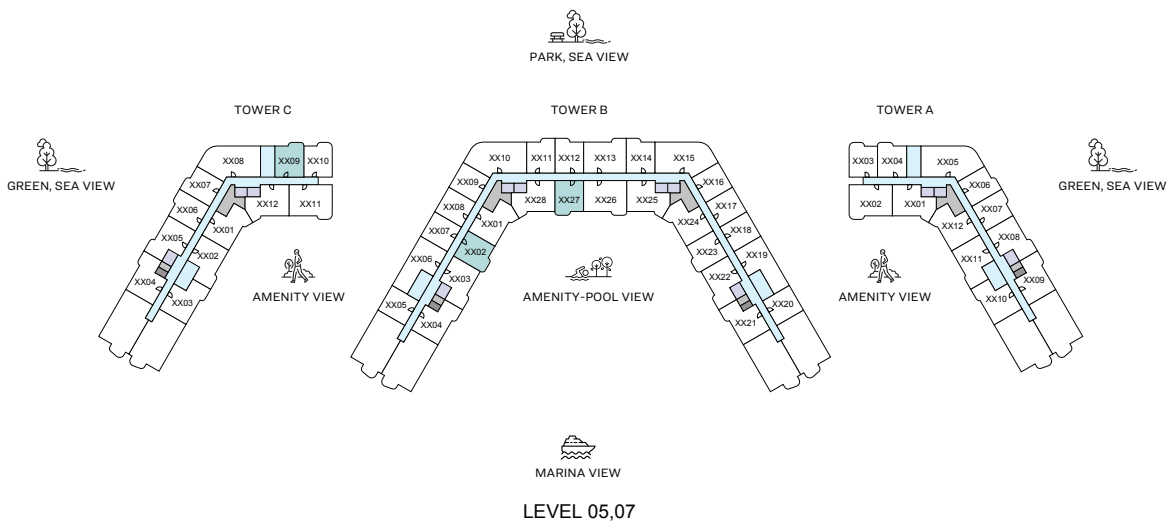 PARK, SEA VIEW
TOWER C
TOWER B
TOWER A
GREEN, SEA VIEW
GREEN, SEA VIEW
XX08
XX09
XX10
XX07
XX06
XX05
XX04
XX03
XX02
XX01
XX12
XX11
XX10
XX11
XX12
XX13
XX14
XX15
XX09
XX08
XX07
XX06
XX05
XX04
XX03
XX02
XX01
XX28
XX27
XX26
XX25
XX24
XX23
XX22
XX21
XX16
XX17
XX18
XX19
XX20
XX03
XX04
XX05
XX02
XX01
XX06
XX07
XX08
XX09
XX12
XX11
XX10
AMENITY VIEW
AMENITY-POOL VIEW
AMENITY VIEW
MARINA VIEW
LEVEL 05,07